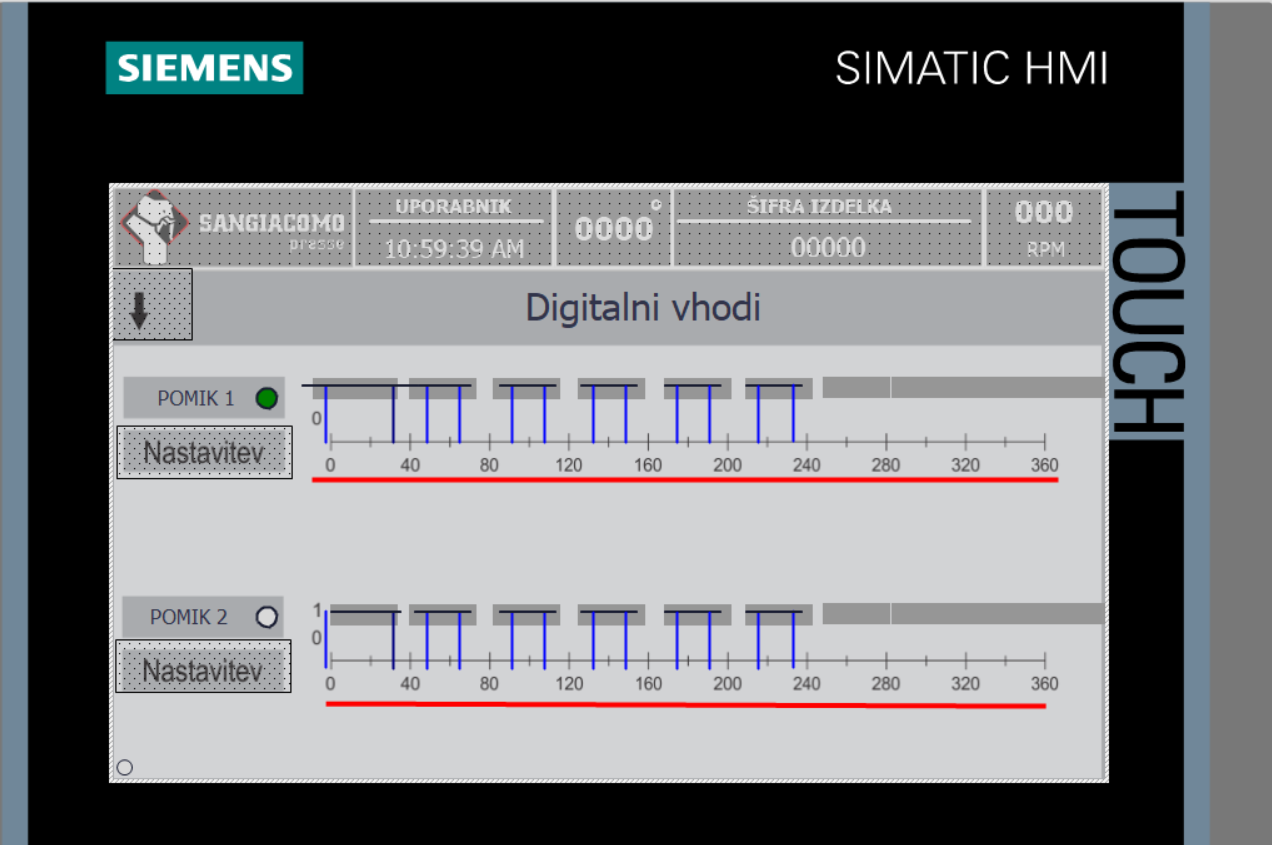 SIEMENS
SIMATIC HMI
TOUCH
SANGIACOMO
presse
UPORABNIK
10:59:39 AM
0000°
ŠIFRA IZDELKA
00000
000
RPM
Digitalni vhodi
POMIK 1
0
Nastavitev
0 40 80 120 160 200 240 280 320 360
POMIK 2
1
0
Nastavitev
0 40 80 120 160 200 240 280 320 360